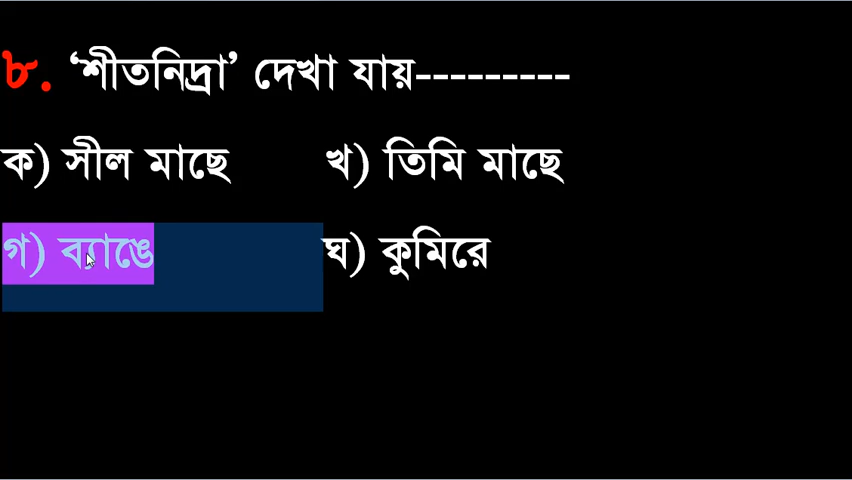 ৮. ‘শীতনিদ্রা’ দেখা যায়---------
ক) সীল মাছে খ) তিমি মাছে
গ) ব্যাঙে ঘ) কুমিরে